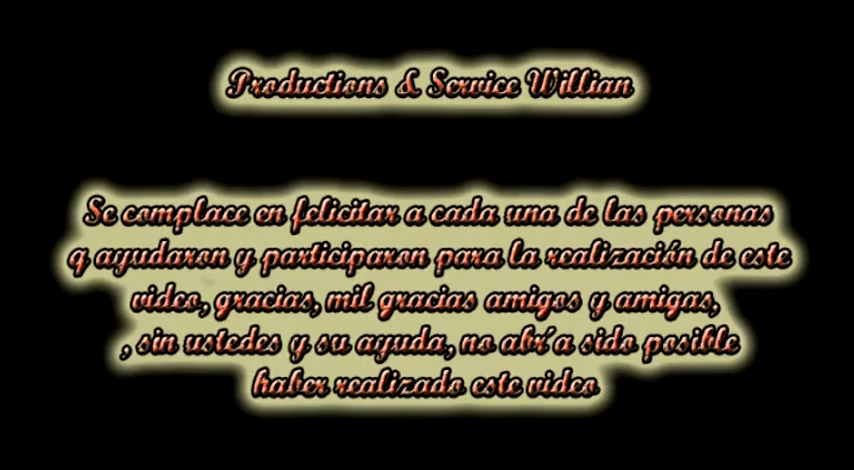 Productions & Service Willian
Se complace en felicitar a cada una de las personas
q ayudaron y participaron para la realización de este
video, gracias, mil gracias amigos y amigas,
, sin ustedes y su ayuda, no abr´a sido posible
haber realizado este video